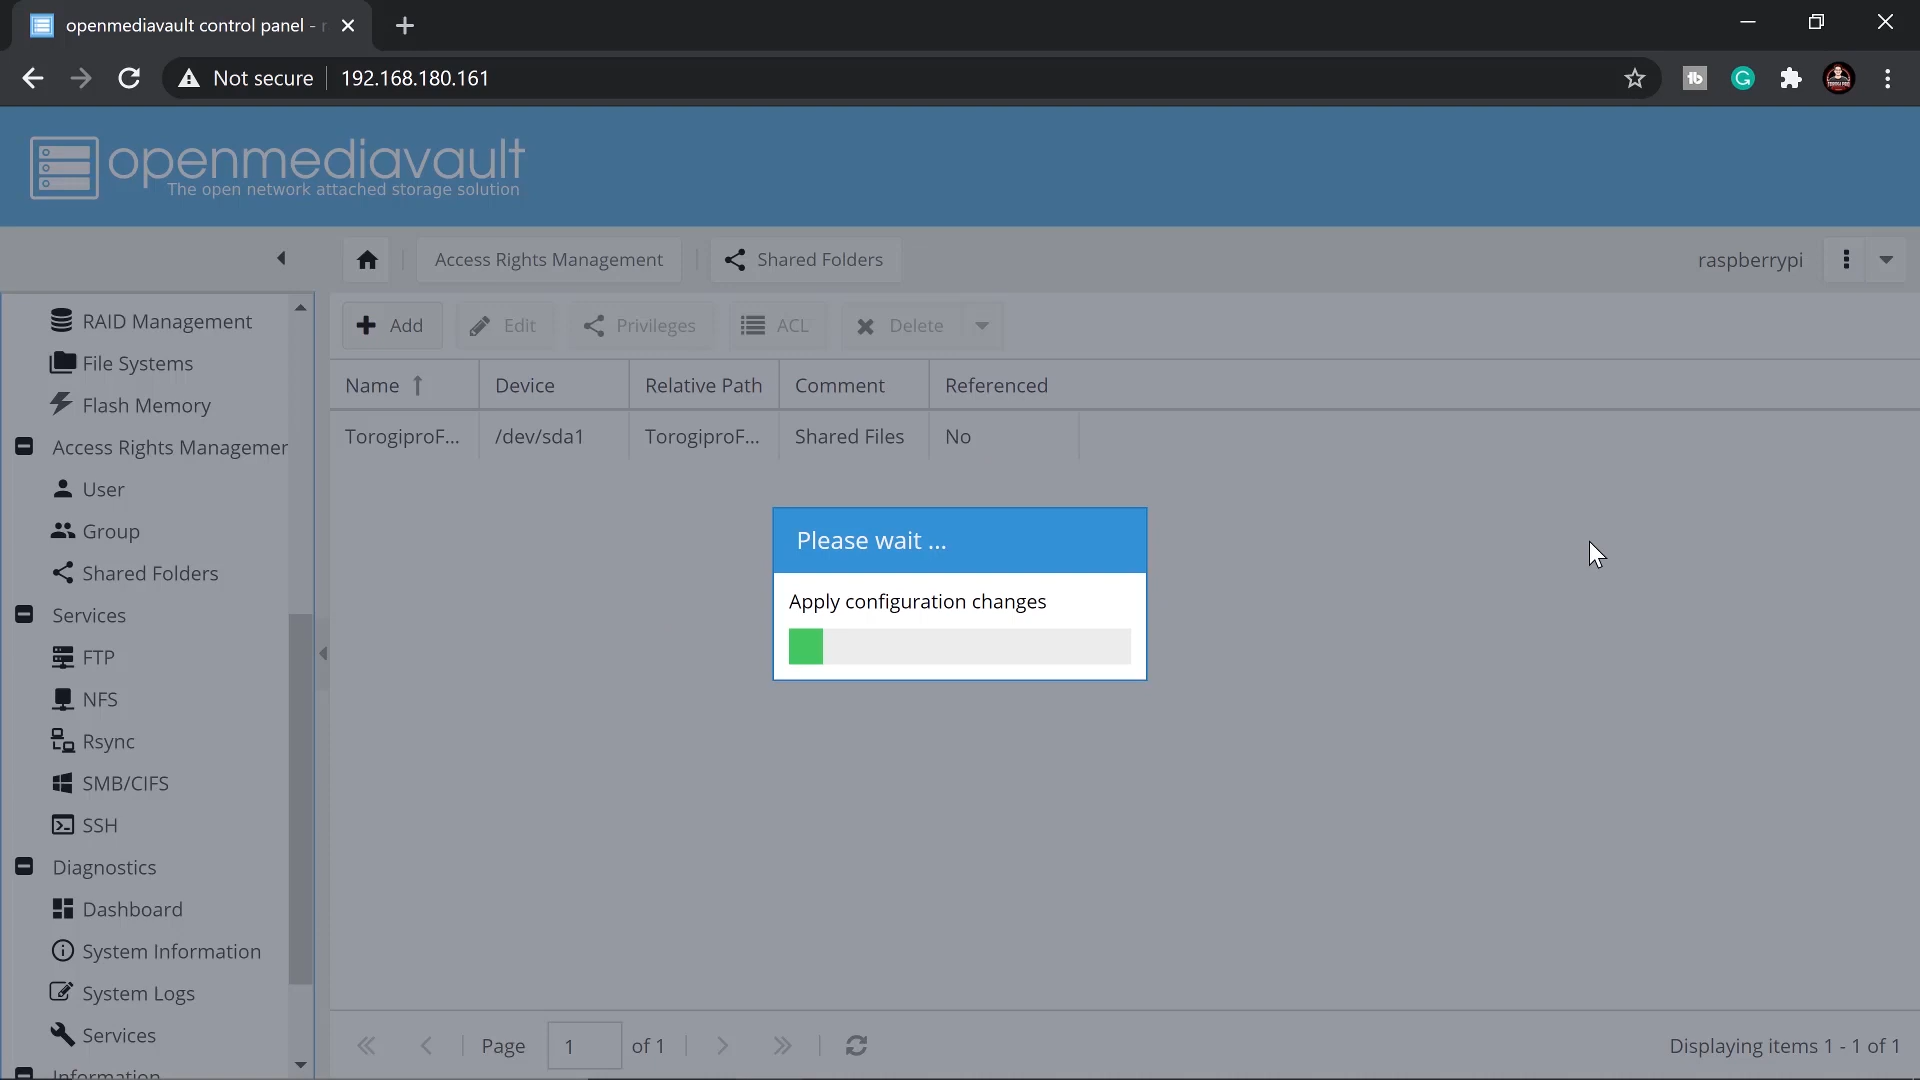 openmediavault control panel - r
Not secure
192.168.180.161
openmediavault
The open network attached storage solution
Access Rights Management
Shared Folders
raspberrypi
RAID Management
File Systems
Flash Memory
Access Rights Managemer
User
Group
Shared Folders
Services
FTP
NFS
Rsync
SMB/CIFS
SSH
Diagnostics
Dashboard
System Information
System Logs
Services
Information
Add
Edit
Privileges
ACL
Delete
Name
Device
Relative Path
Comment
Referenced
TorogiproF...
/dev/sda1
TorogiproF...
Shared Files
No
Please wait ...
Apply configuration changes
Page
1
of 1
Displaying items 1 - 1 of 1